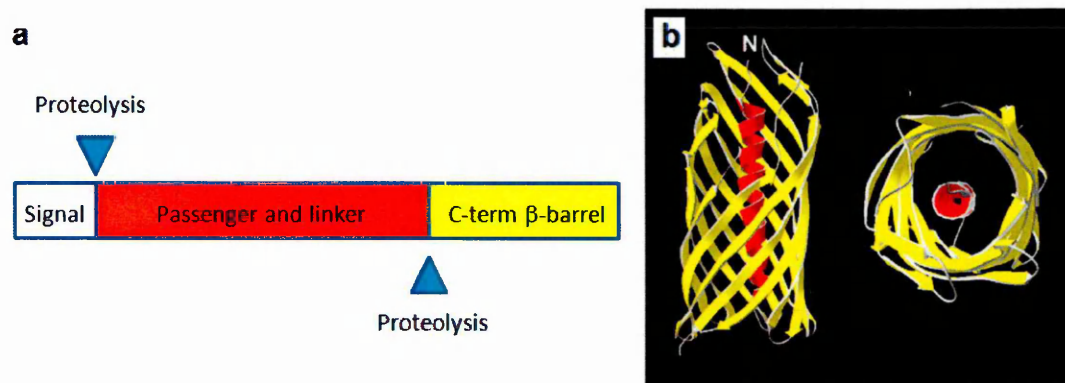 a
Proteolysis
Signal
Passenger and linker
C-term β-barrel
Proteolysis
b
N